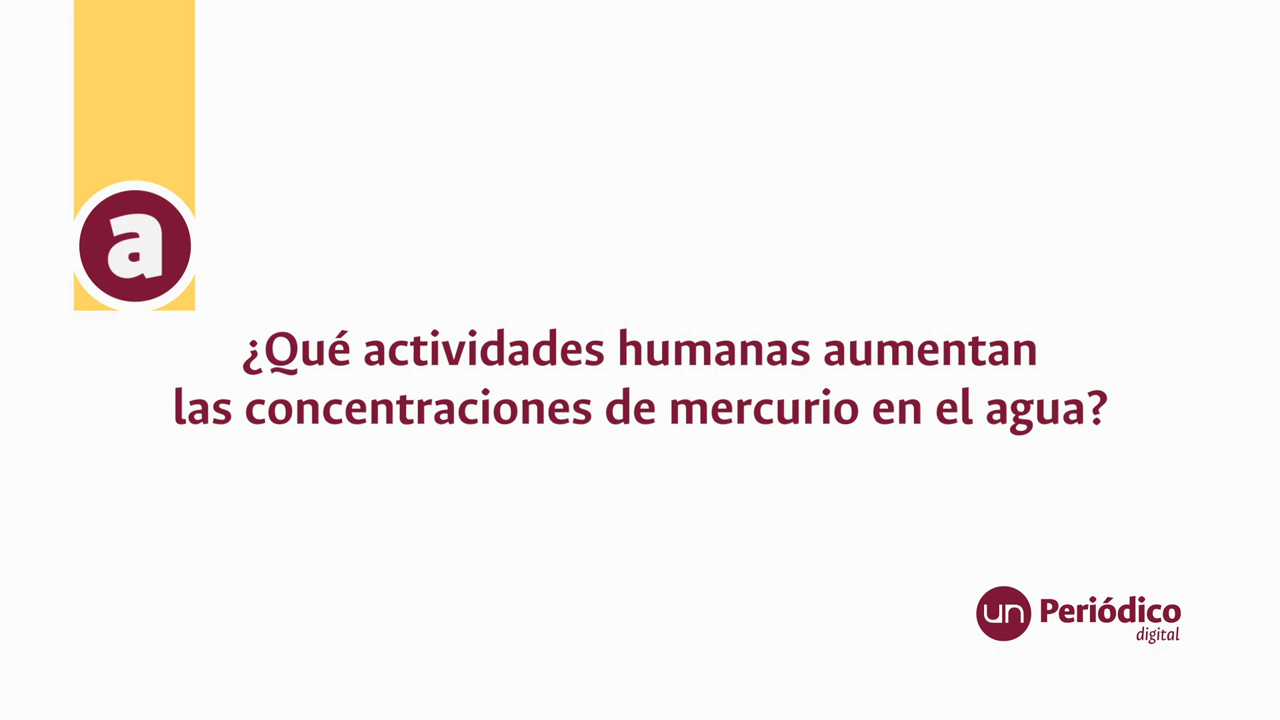 a
¿Qué actividades humanas aumentan
las concentraciones de mercurio en el agua?
un Periódico
digital